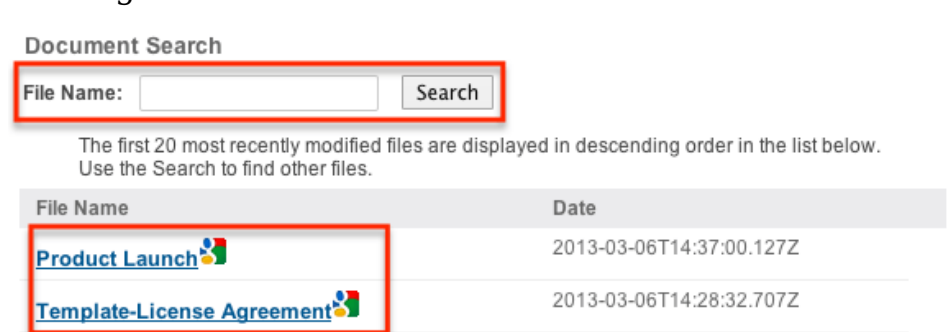 Document Search
File Name: Search
The first 20 most recently modified files are displayed in descending order in the list below.
Use the Search to find other files.
File Name Date
Product Launch 2013-03-06T14:37:00.127Z
Template-License Agreement 2013-03-06T14:28:32.707Z